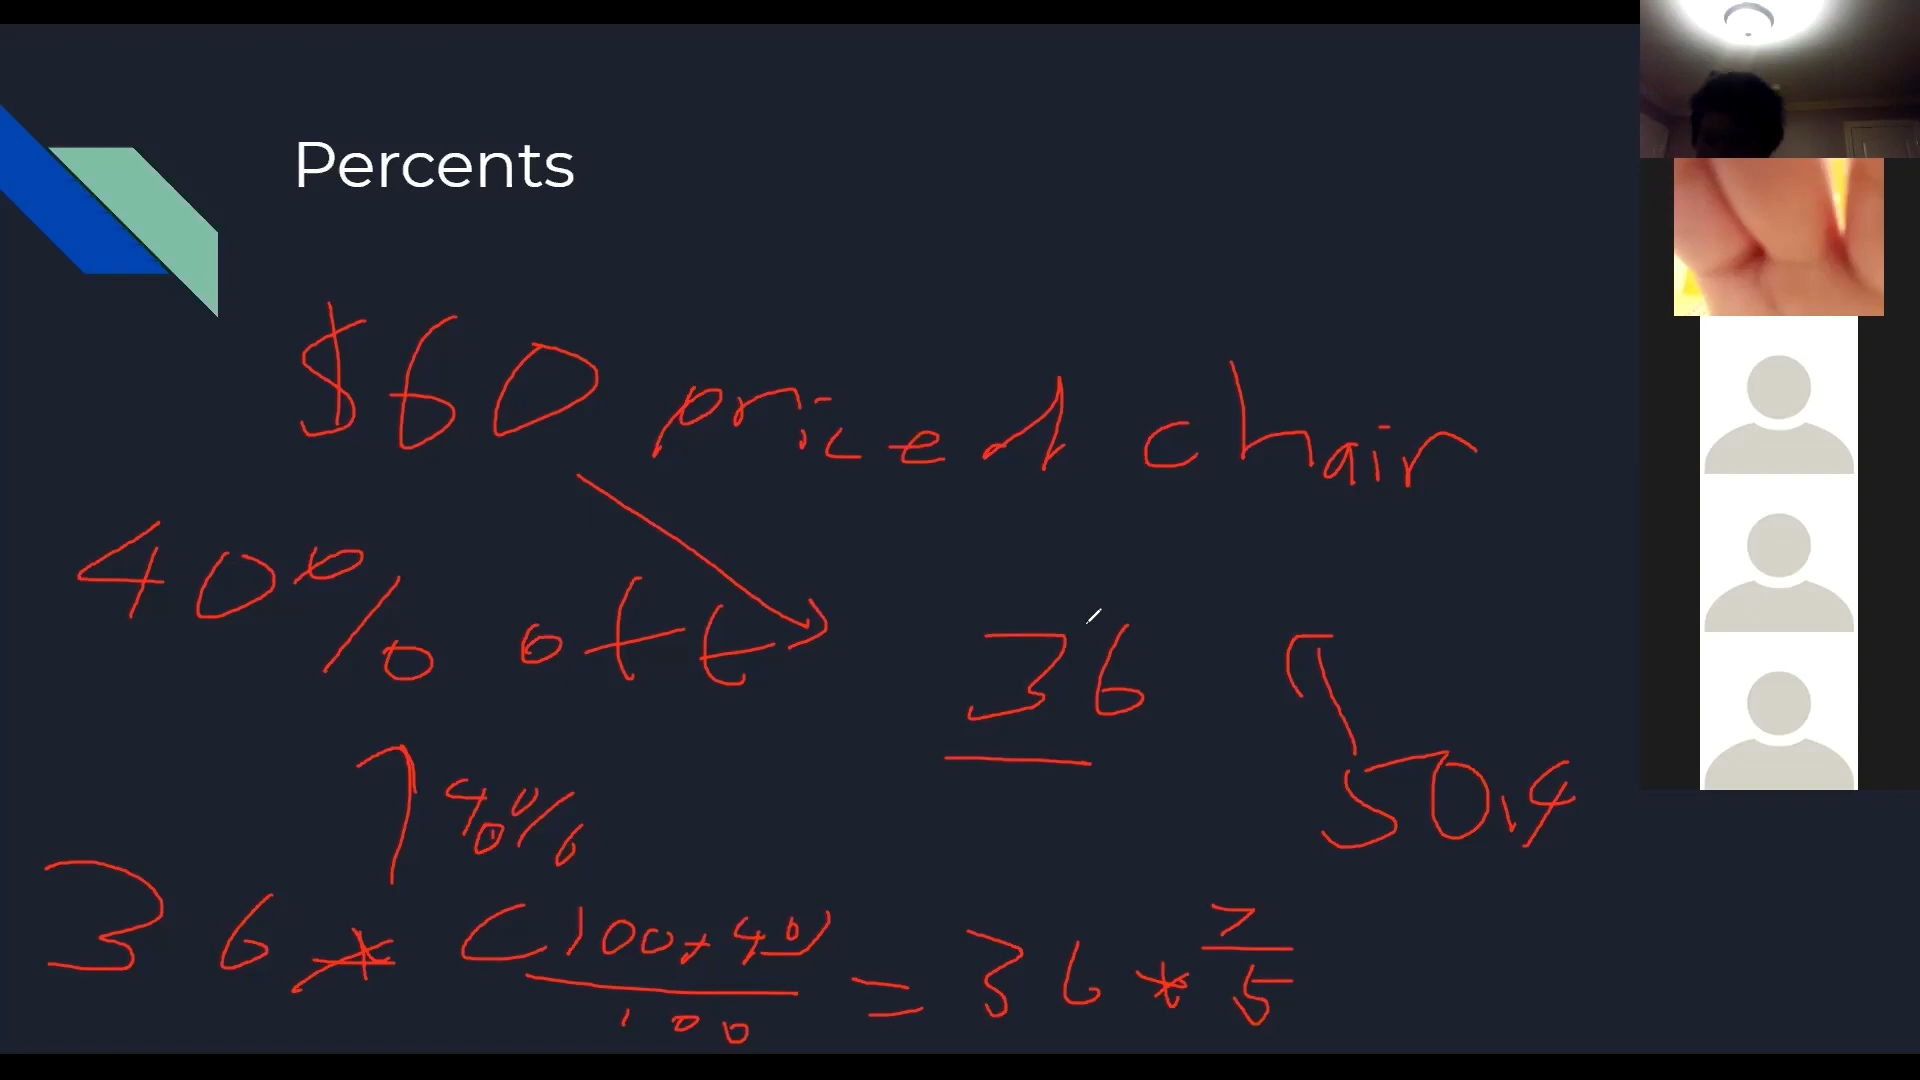 Percents
$60 priced chair
40% off
36
50.4
40%
36 * (100+40) / 100 = 36 * 7/5